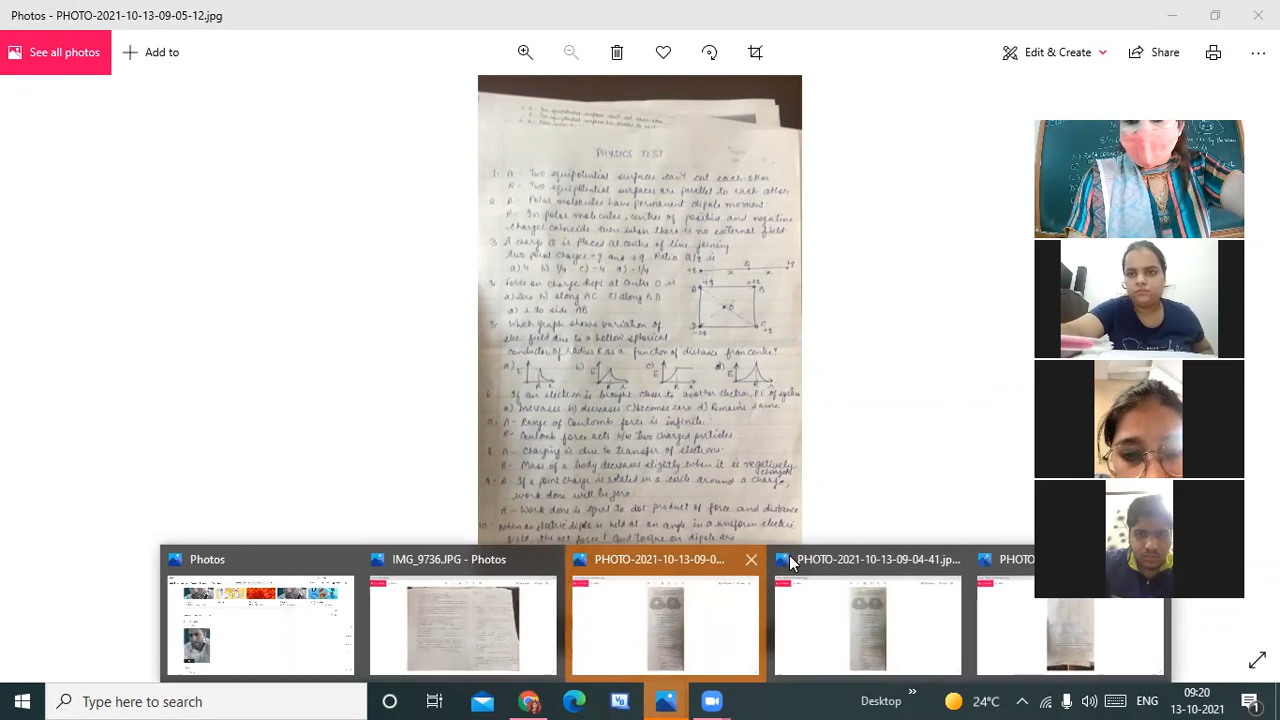 Photos - PHOTO-2021-10-13-09-05-12.jpg
See all photos
Add to
Edit & Create
Share
PHYSICS TEST
1. A - Two equipotential surfaces can't cut each other
R - Two equipotential surfaces are parallel to each other
2. A - Polar molecules have permanent dipole moment
R - In polar molecules, centres of positive and negative
charges coincide even when there is no external field
3. A charge Q is placed at centre of line joining
two point charges +q and +q. Ratio Q/q is
a) 4 b) 1/4 c) -4 d) -1/4
+q Q +q
x x
4. Force on charge kept at centre O is
a) zero b) along AC c) along BD
d) ⊥ to side AB
A B
O
D C
5. Which graph shows variation of
elec field due to a hollow spherical
conductor of radius R as a function of distance from centre?
a) b) c) d)
E E E E
6. If an electron is brought closer to another electron, P.E of system
a) increases b) decreases c) becomes zero d) remains same
7. A - Range of Coulomb force is infinite
R - Coulomb force acts b/w two charged particles
8. A - Charging is due to transfer of electrons
R - Mass of a body decreases slightly when it is negatively
charged
9. A - If a point charge is rotated in a circle around a charge,
work done will be zero
R - Work done is equal to dot product of force and distance
10. When an electric dipole is held at an angle in a uniform electric
field, the net force F and torque on dipole are
Photos
IMG_9736.JPG - Photos
PHOTO-2021-10-13-09-0...
PHOTO-2021-10-13-09-04-41.jp...
PHOTO
Type here to search
Desktop
24°C
ENG
09:20
13-10-2021